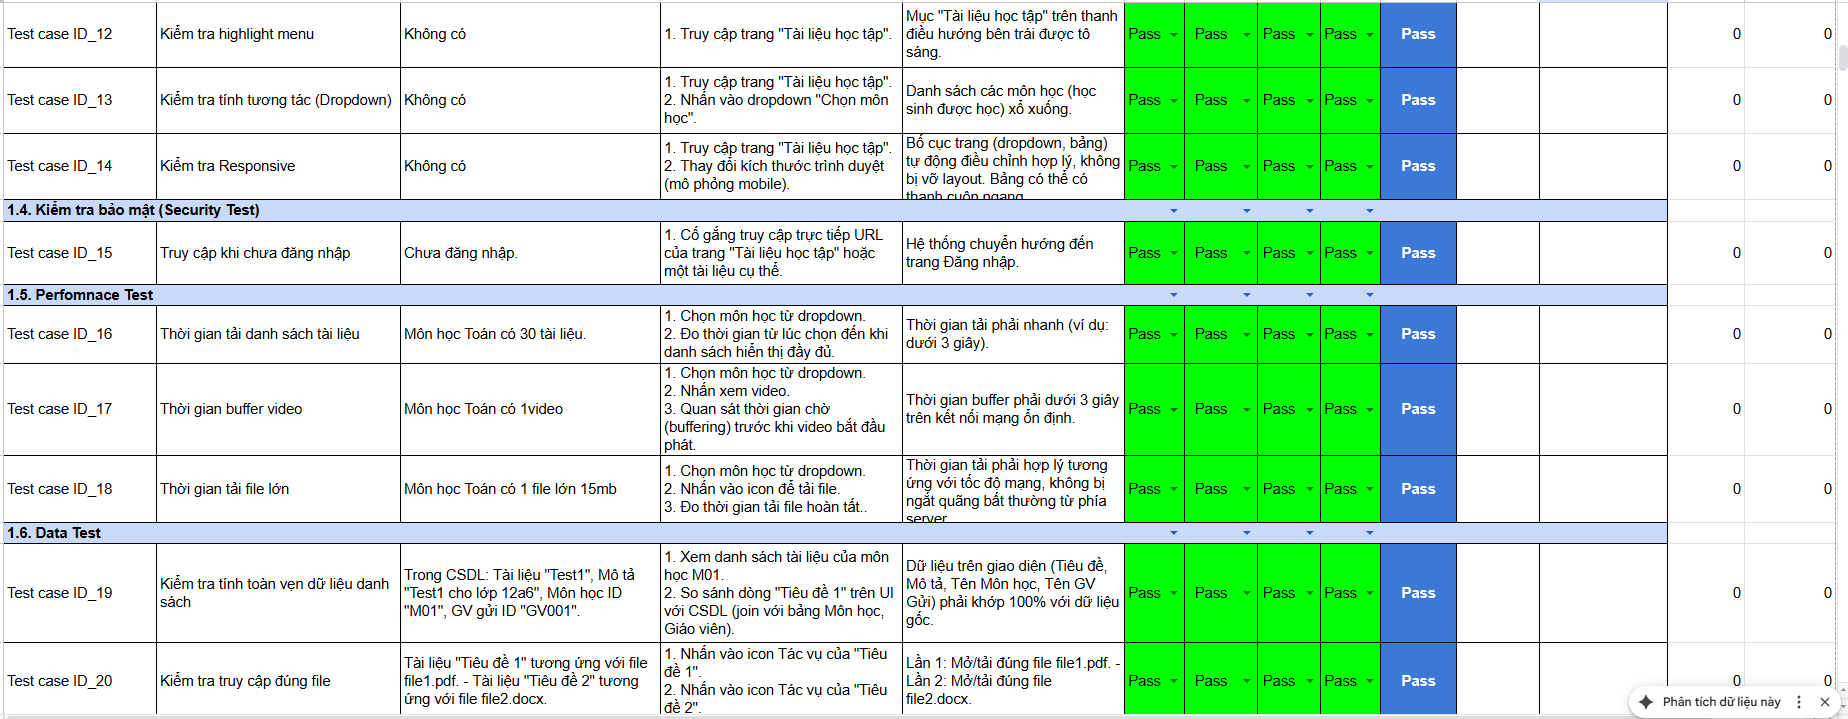 Test case ID_12
Kiểm tra highlight menu
Không có
1. Truy cập trang "Tài liệu học tập".
Mục "Tài liệu học tập" trên thanh
điều hướng bên trái được tô
sáng.
Pass Pass Pass Pass Pass
0 0
Test case ID_13
Kiểm tra tính tương tác (Dropdown)
Không có
1. Truy cập trang "Tài liệu học tập".
2. Nhấn vào dropdown "Chọn môn
học".
Danh sách các môn học (học
sinh được học) xổ xuống.
Pass Pass Pass Pass Pass
0 0
Test case ID_14
Kiểm tra Responsive
Không có
1. Truy cập trang "Tài liệu học tập".
2. Thay đổi kích thước trình duyệt
(mô phỏng mobile).
Bố cục trang (dropdown, bảng)
tự động điều chỉnh hợp lý, không
bị vỡ layout. Bảng có thể có
thanh cuộn ngang
Pass Pass Pass Pass Pass
0 0
1.4. Kiểm tra bảo mật (Security Test)
Test case ID_15
Truy cập khi chưa đăng nhập
Chưa đăng nhập.
1. Cố gắng truy cập trực tiếp URL
của trang "Tài liệu học tập" hoặc
một tài liệu cụ thể.
Hệ thống chuyển hướng đến
trang Đăng nhập.
Pass Pass Pass Pass Pass
0 0
1.5. Perfomnace Test
Test case ID_16
Thời gian tải danh sách tài liệu
Môn học Toán có 30 tài liệu.
1. Chọn môn học từ dropdown.
2. Đo thời gian từ lúc chọn đến khi
danh sách hiển thị đầy đủ.
Thời gian tải phải nhanh (ví dụ:
dưới 3 giây).
Pass Pass Pass Pass Pass
0 0
Test case ID_17
Thời gian buffer video
Môn học Toán có 1video
1. Chọn môn học từ dropdown.
2. Nhấn xem video.
3. Quan sát thời gian chờ
(buffering) trước khi video bắt đầu
phát.
Thời gian buffer phải dưới 3 giây
trên kết nối mạng ổn định.
Pass Pass Pass Pass Pass
0 0
Test case ID_18
Thời gian tải file lớn
Môn học Toán có 1 file lớn 15mb
1. Chọn môn học từ dropdown.
2. Nhấn vào icon để tải file.
3. Đo thời gian tải file hoàn tất..
Thời gian tải phải hợp lý tương
ứng với tốc độ mạng, không bị
ngắt quãng bất thường từ phía
server
Pass Pass Pass Pass Pass
0 0
1.6. Data Test
Test case ID_19
Kiểm tra tính toàn vẹn dữ liệu danh
sách
Trong CSDL: Tài liệu "Test1", Mô tả
"Test1 cho lớp 12a6", Môn học ID
"M01", GV gửi ID "GV001".
1. Xem danh sách tài liệu của môn
học M01.
2. So sánh dòng "Tiêu đề 1" trên UI
với CSDL (join với bảng Môn học,
Giáo viên).
Dữ liệu trên giao diện (Tiêu đề,
Mô tả, Tên Môn học, Tên GV
Gửi) phải khớp 100% với dữ liệu
gốc.
Pass Pass Pass Pass Pass
0 0
Test case ID_20
Kiểm tra truy cập đúng file
Tài liệu "Tiêu đề 1" tương ứng với file
file1.pdf. - Tài liệu "Tiêu đề 2" tương
ứng với file file2.docx.
1. Nhấn vào icon Tác vụ của "Tiêu
đề 1".
2. Nhấn vào icon Tác vụ của "Tiêu
đề 2".
Lần 1: Mở/tải đúng file file1.pdf. -
Lần 2: Mở/tải đúng file
file2.docx.
Pass Pass Pass Pass Pass
0 0
Phân tích dữ liệu này